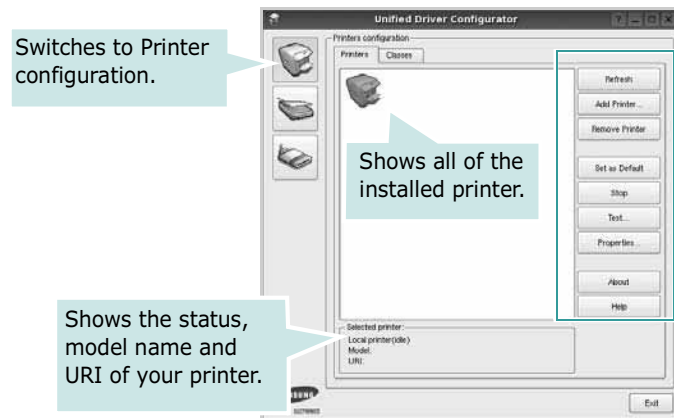 Unified Driver Configurator
Switches to Printer
configuration.
Printers configuration
Printers
Classes
Refresh
Add Printer...
Remove Printer
Set as Default
Stop
Test...
Properties...
About
Help
Shows all of the
installed printer.
Shows the status,
model name and
URI of your printer.
Selected printer:
Local printer(idle)
Model:
URI:
ELECTRONICS
Exit